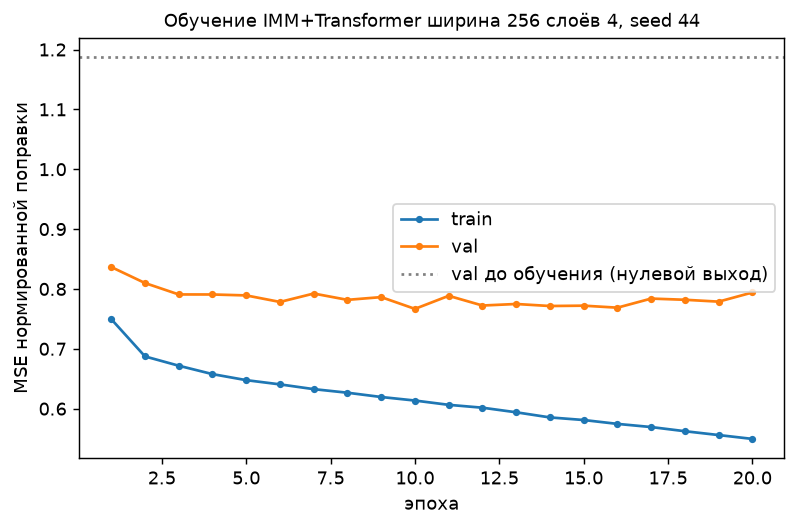 Обучение IMM+Transformer ширина 256 слоёв 4, seed 44
MSE нормированной поправки
1.2
1.1
1.0
0.9
0.8
0.7
0.6
train
val
val до обучения (нулевой выход)
2.5 5.0 7.5 10.0 12.5 15.0 17.5 20.0
эпоха